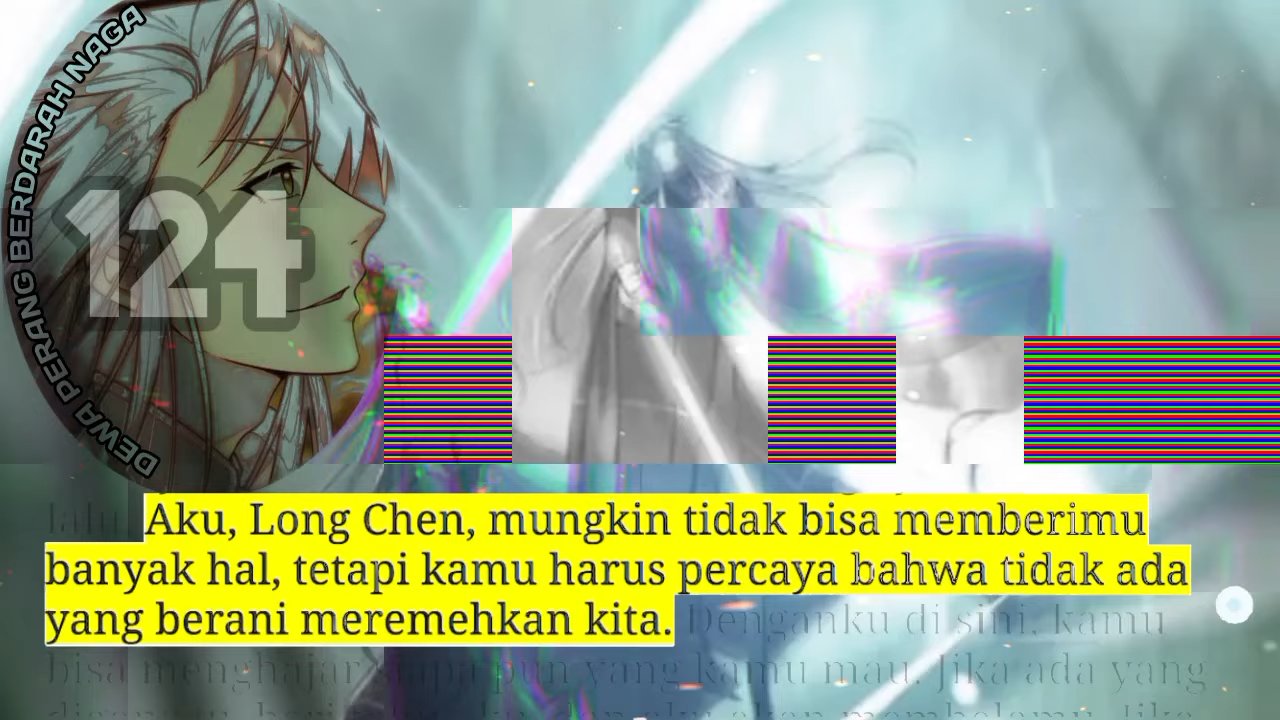 DEWA PERANG BERDARAH NAGA
124
lalu. Aku, Long Chen, mungkin tidak bisa memberimu
banyak hal, tetapi kamu harus percaya bahwa tidak ada
yang berani meremehkan kita. Denganku di sini, kamu
bisa menghajar siapa pun yang kamu mau. Jika ada yang